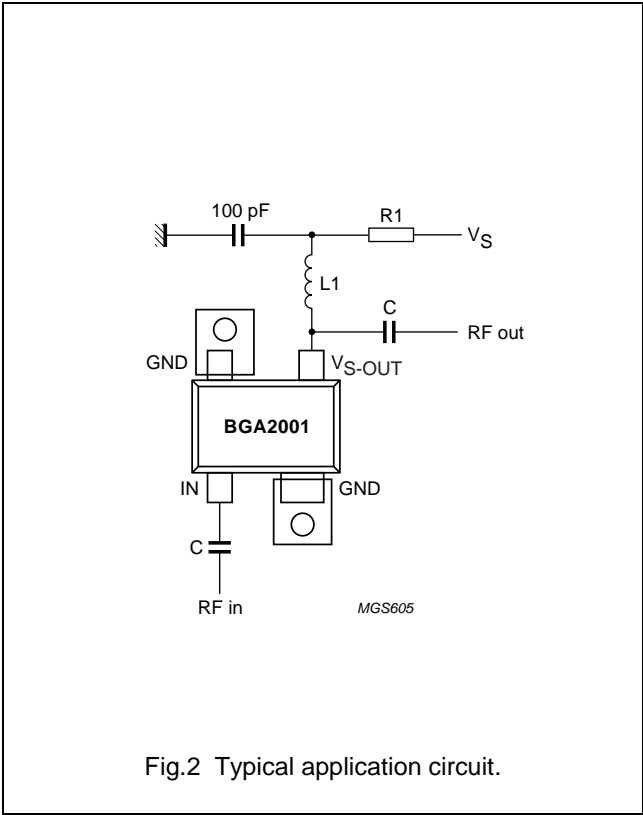 100 pF
R1
VS
L1
C
RF out
GND
VS-OUT
BGA2001
IN
GND
C
RF in
MGS605
Fig.2 Typical application circuit.